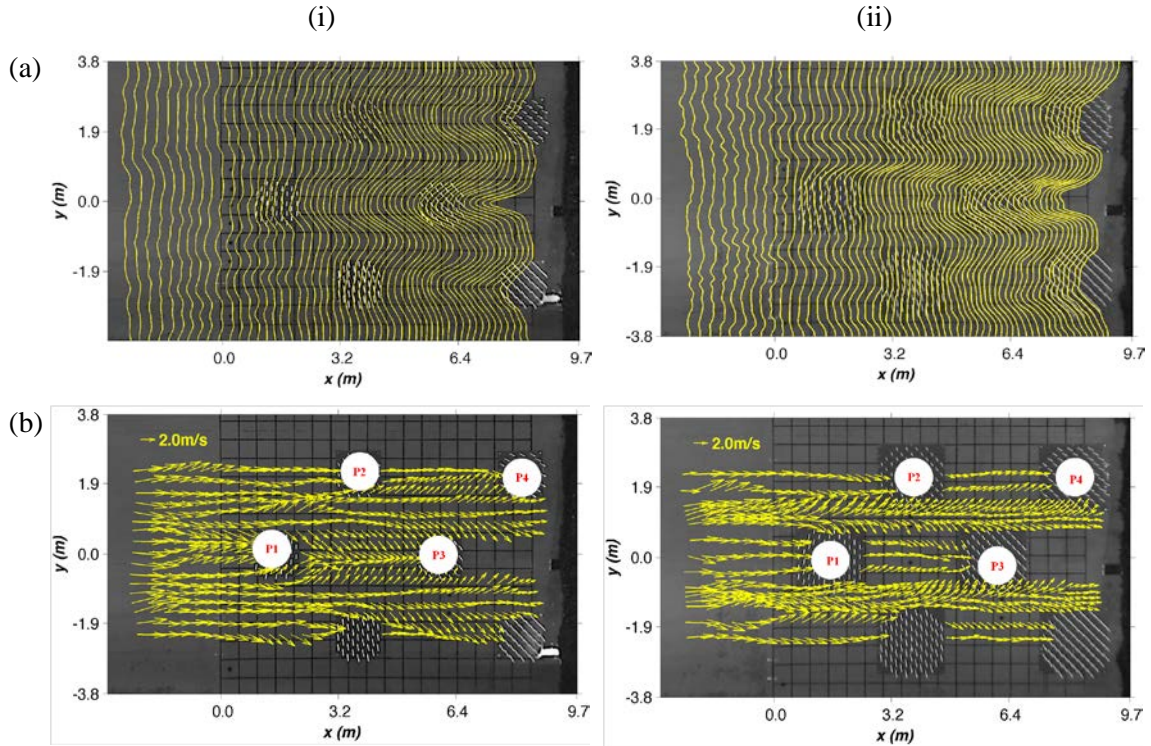 (i) (ii)
(a)
3.8 3.8
1.9 1.9
y (m) 0.0 y (m) 0.0
-1.9 -1.9
-3.8
0.0 3.2 6.4 9.7 0.0 3.2 6.4 9.7
x (m) x (m)
(b)
3.8 3.8
2.0m/s 2.0m/s
P2 P4 P2 P4
1.9 1.9
y (m) 0.0 P1 P3 y (m) 0.0 P1 P3
-1.9 -1.9
-3.8 -3.8
0.0 3.2 6.4 9.7 0.0 3.2 6.4 9.7
x (m) x (m)